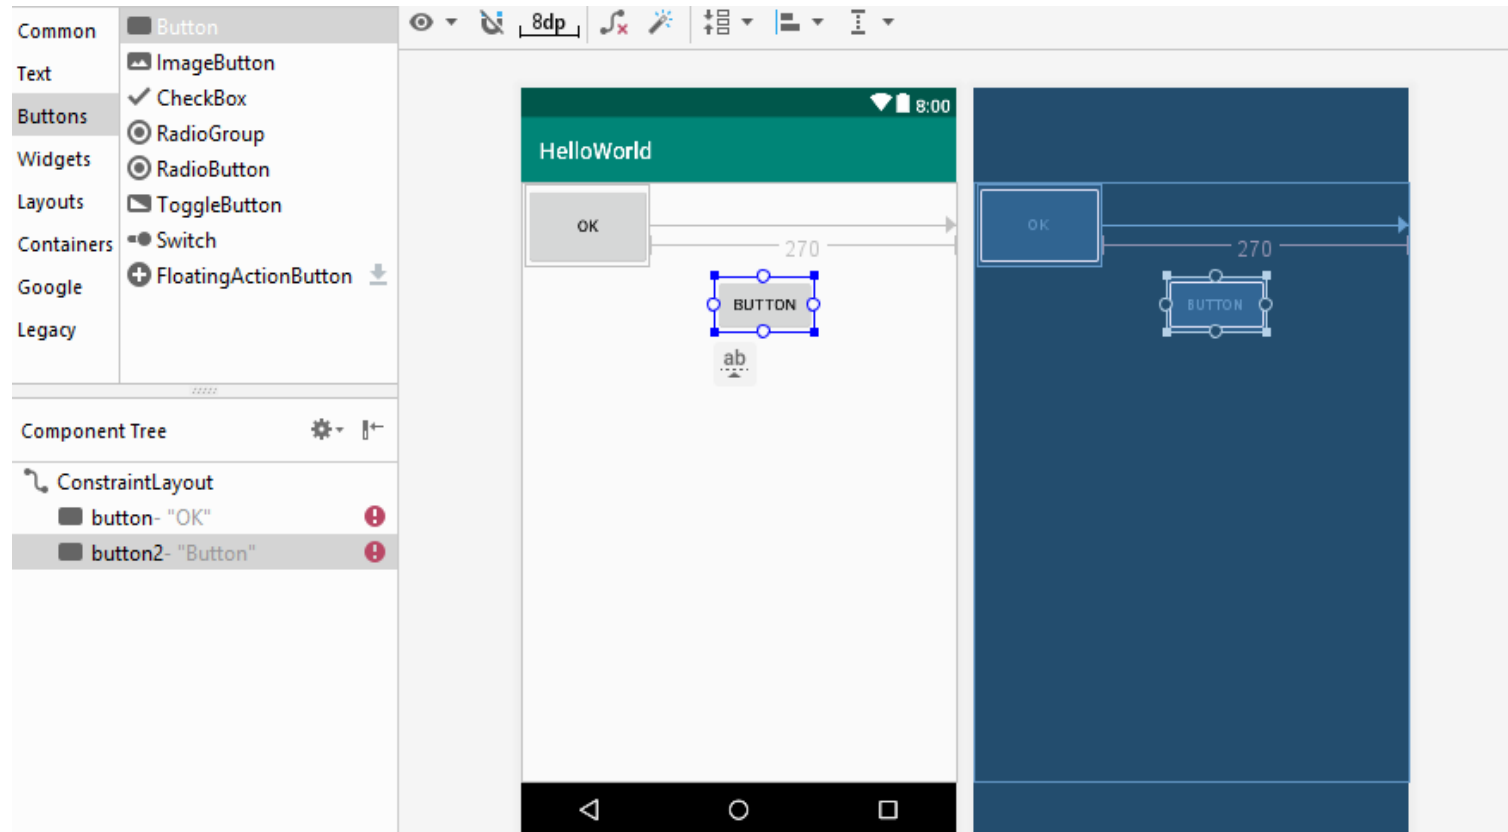 Common
Text
Buttons
Widgets
Layouts
Containers
Google
Legacy
Button
ImageButton
CheckBox
RadioGroup
RadioButton
ToggleButton
Switch
FloatingActionButton
Component Tree
ConstraintLayout
button- "OK"
button2- "Button"
8dp
8:00
HelloWorld
OK
270
BUTTON
ab
OK
270
BUTTON